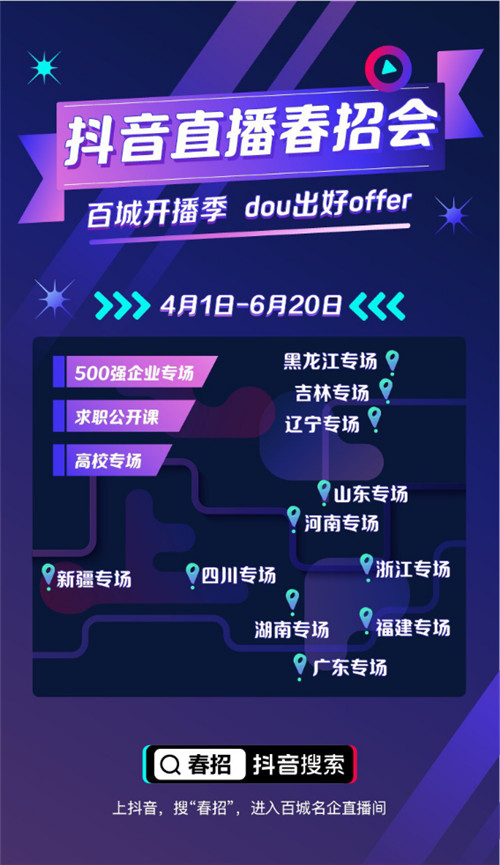 抖音直播春招会
百城开播季 dou出好offer
4月1日-6月20日
500强企业专场
求职公开课
高校专场
黑龙江专场
吉林专场
辽宁专场
山东专场
河南专场
浙江专场
新疆专场
四川专场
湖南专场
福建专场
广东专场
春招 抖音搜索
上抖音，搜“春招”，进入百城名企直播间